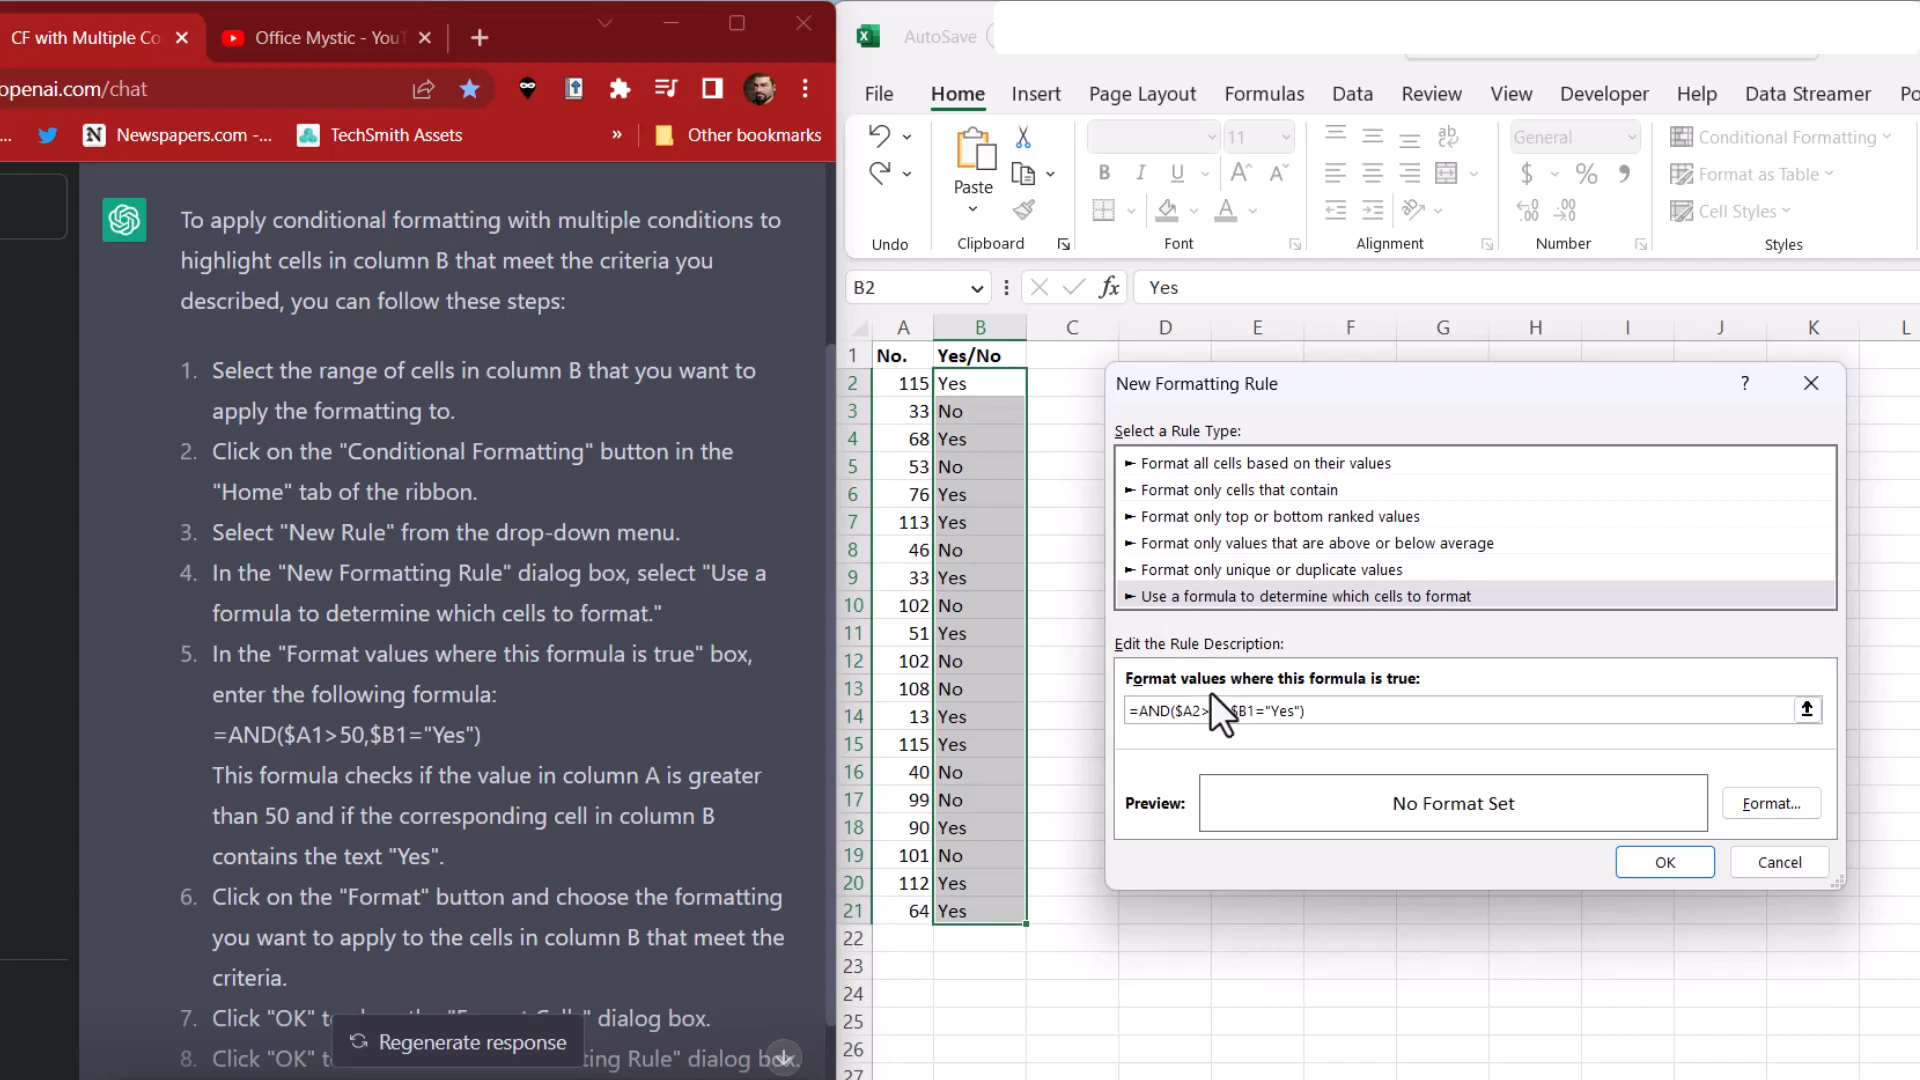 CF with Multiple Co
Office Mystic - YouT
openai.com/chat
...
Newspapers.com -...
TechSmith Assets
»
Other bookmarks
To apply conditional formatting with multiple conditions to
highlight cells in column B that meet the criteria you
described, you can follow these steps:
1. Select the range of cells in column B that you want to
apply the formatting to.
2. Click on the "Conditional Formatting" button in the
"Home" tab of the ribbon.
3. Select "New Rule" from the drop-down menu.
4. In the "New Formatting Rule" dialog box, select "Use a
formula to determine which cells to format."
5. In the "Format values where this formula is true" box,
enter the following formula:
=AND($A1>50,$B1="Yes")
This formula checks if the value in column A is greater
than 50 and if the corresponding cell in column B
contains the text "Yes".
6. Click on the "Format" button and choose the formatting
you want to apply to the cells in column B that meet the
criteria.
7. Click "OK" dialog box.
Regenerate response
8. Click "OK" ting Rule" dialog box.
AutoSave
File Home Insert Page Layout Formulas Data Review View Developer Help Data Streamer Po
Paste
11
General
Conditional Formatting
Format as Table
Cell Styles
B I U A A A
$ % 9
Undo Clipboard Font Alignment Number Styles
B2 fx Yes
A B C D E F G H I J K L
1 No. Yes/No
2 115 Yes
3 33 No
4 68 Yes
5 53 No
6 76 Yes
7 113 Yes
8 46 No
9 33 Yes
10 102 No
11 51 Yes
12 102 No
13 108 No
14 13 Yes
15 115 Yes
16 40 No
17 99 No
18 90 Yes
19 101 No
20 112 Yes
21 64 Yes
22
23
24
25
26
27
New Formatting Rule ?
Select a Rule Type:
► Format all cells based on their values
► Format only cells that contain
► Format only top or bottom ranked values
► Format only values that are above or below average
► Format only unique or duplicate values
► Use a formula to determine which cells to format
Edit the Rule Description:
Format values where this formula is true:
=AND($A2> $B1="Yes")
Preview:
No Format Set
Format...
OK
Cancel